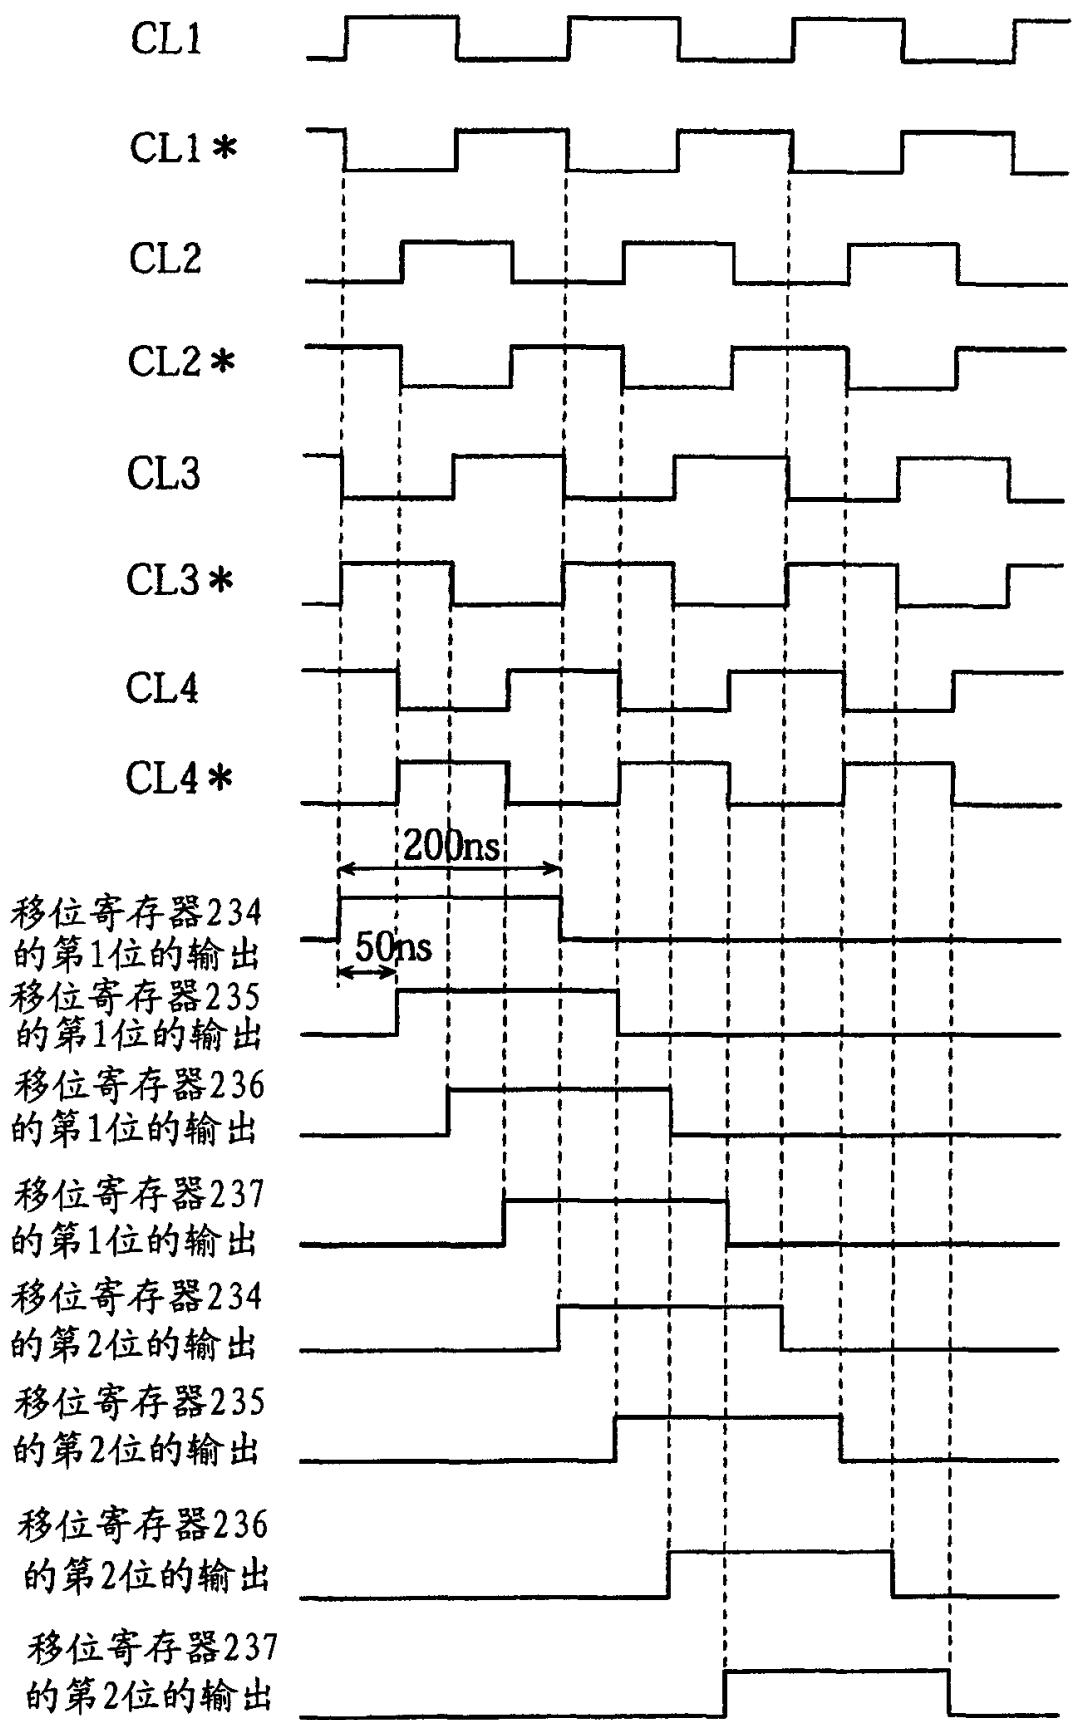 CL1
CL1*
CL2
CL2*
CL3
CL3*
CL4
CL4*
200ns
移位寄存器234
的第1位的输出
50ns
移位寄存器235
的第1位的输出
移位寄存器236
的第1位的输出
移位寄存器237
的第1位的输出
移位寄存器234
的第2位的输出
移位寄存器235
的第2位的输出
移位寄存器236
的第2位的输出
移位寄存器237
的第2位的输出